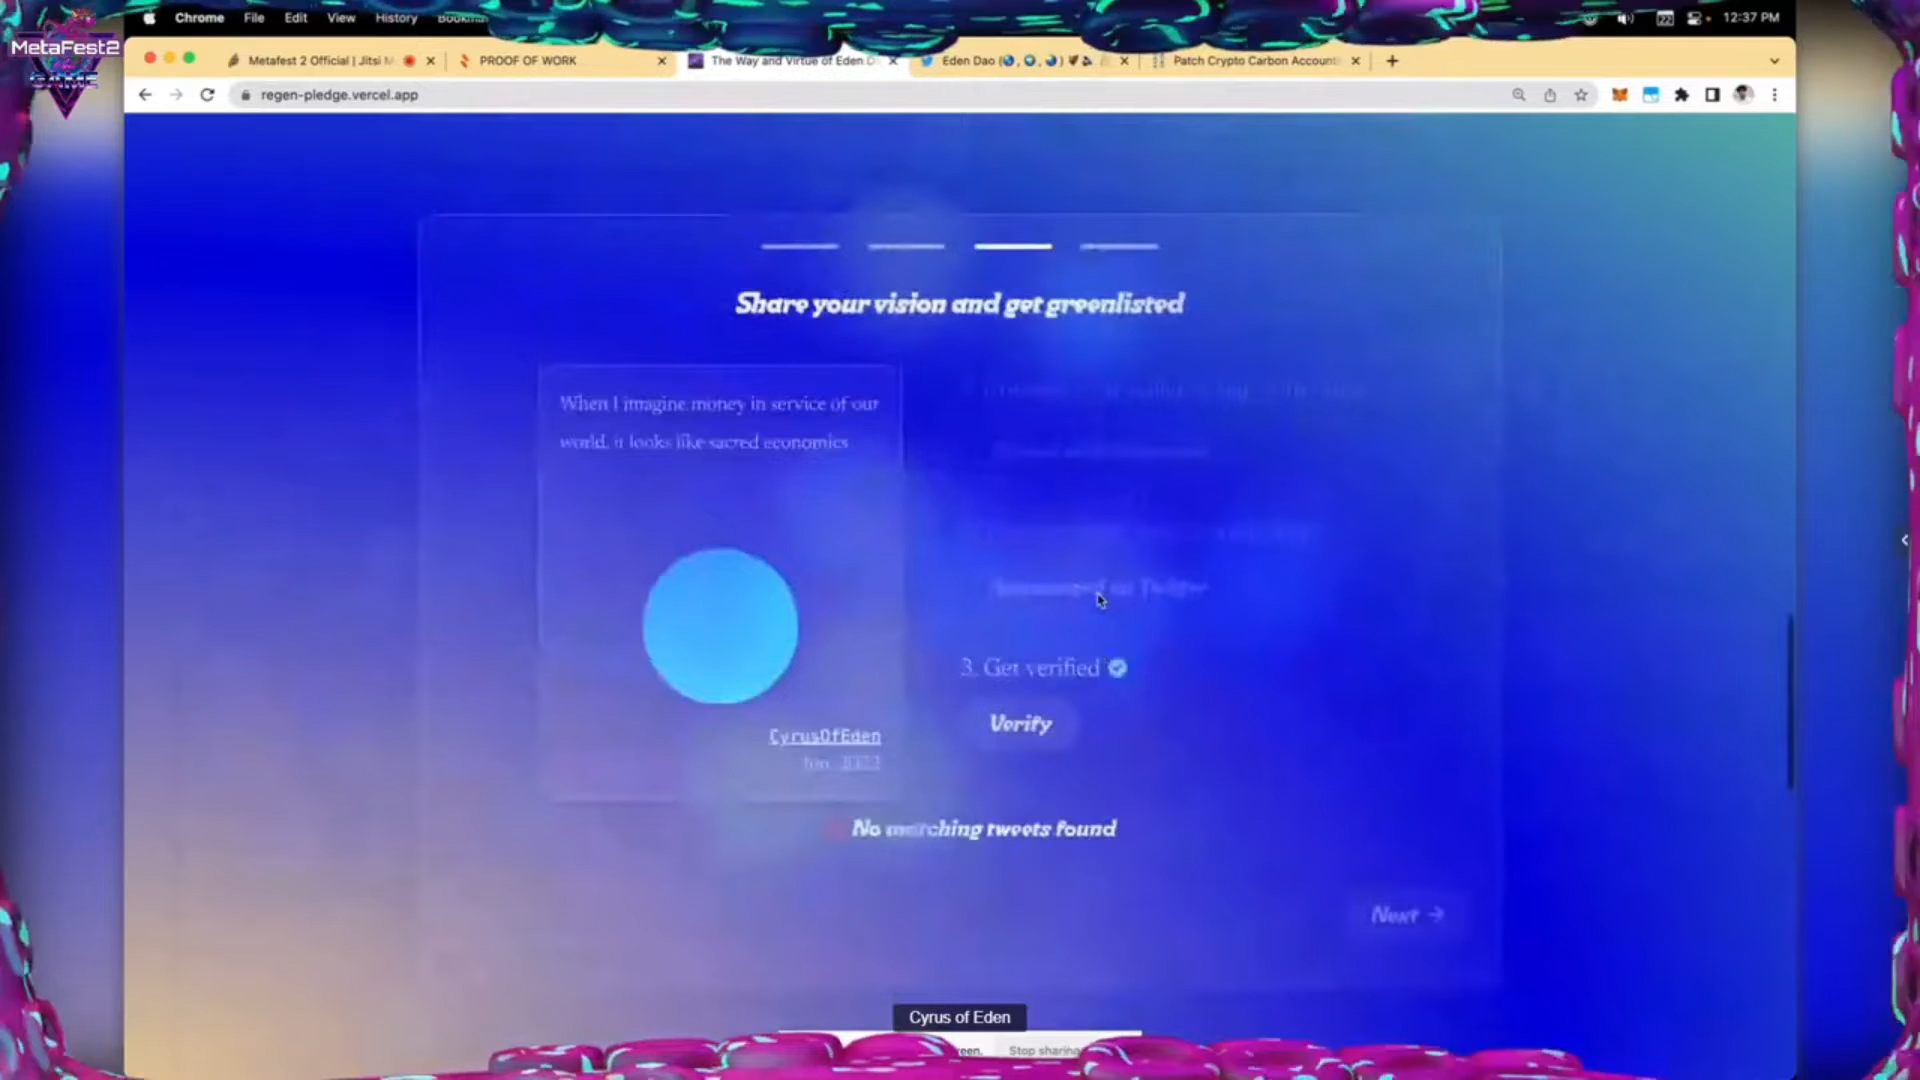 Chrome File Edit View History 12:37 PM
MetaFest2
GAME
Metafest 2 Official | Jitsi M
PROOF OF WORK
The Way and Virtue of Eden D
Eden Dao
Patch Crypto Carbon Account
regen-pledge.vercel.app
Share your vision and get greenlisted
When I imagine money in service of our
world, it looks like sacred economics
on Twitter
3. Get verified
Verify
CyrusOfEden
No matching tweets found
Next →
Cyrus of Eden
Stop sharing